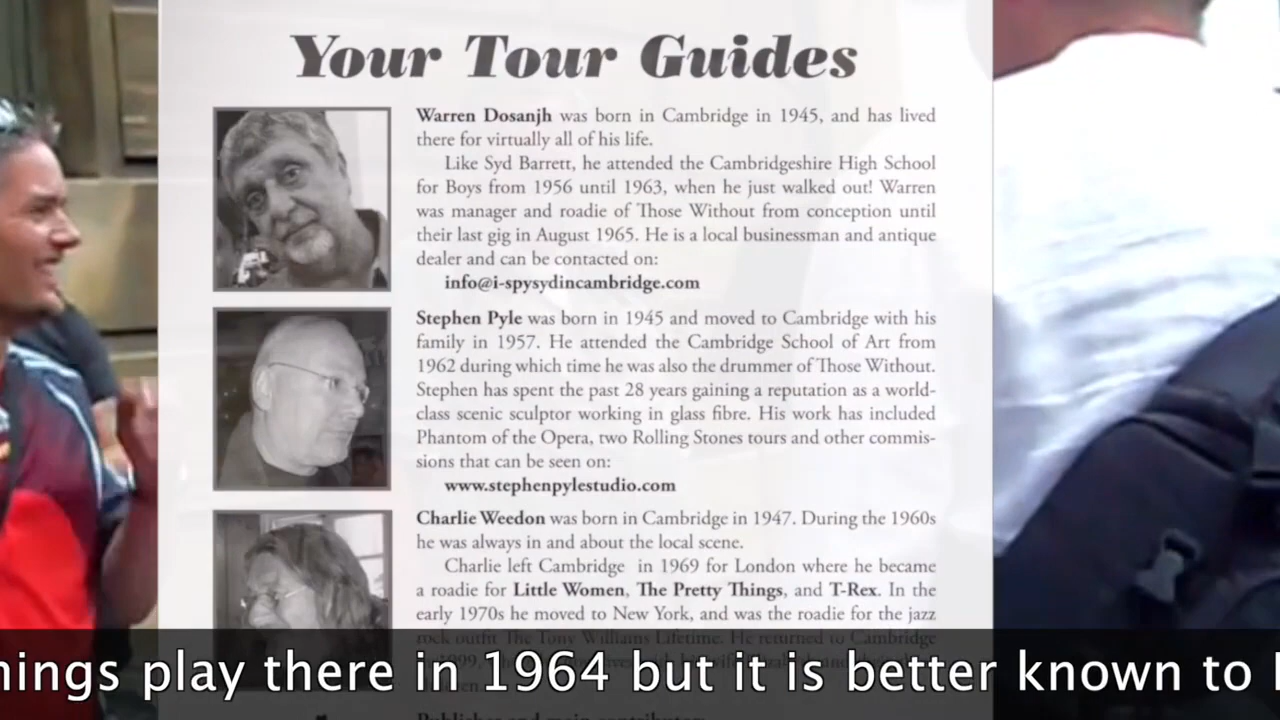 Your Tour Guides
Warren Dosanjh was born in Cambridge in 1945, and has lived
there for virtually all of his life.
Like Syd Barrett, he attended the Cambridgeshire High School
for Boys from 1956 until 1963, when he just walked out! Warren
was manager and roadie of Those Without from conception until
their last gig in August 1965. He is a local businessman and antique
dealer and can be contacted on:
info@i-spysydincambridge.com
Stephen Pyle was born in 1945 and moved to Cambridge with his
family in 1957. He attended the Cambridge School of Art from
1962 during which time he was also the drummer of Those Without.
Stephen has spent the past 28 years gaining a reputation as a world-
class scenic sculptor working in glass fibre. His work has included
Phantom of the Opera, two Rolling Stones tours and other commis-
sions that can be seen on:
www.stephenpylestudio.com
Charlie Weedon was born in Cambridge in 1947. During the 1960s
he was always in and about the local scene.
Charlie left Cambridge in 1969 for London where he became
a roadie for Little Women, The Pretty Things, and T-Rex. In the
early 1970s he moved to New York, and was the roadie for the jazz
rock outfit The Tony Williams Lifetime. He returned to Cambridge
hings play there in 1964 but it is better known to